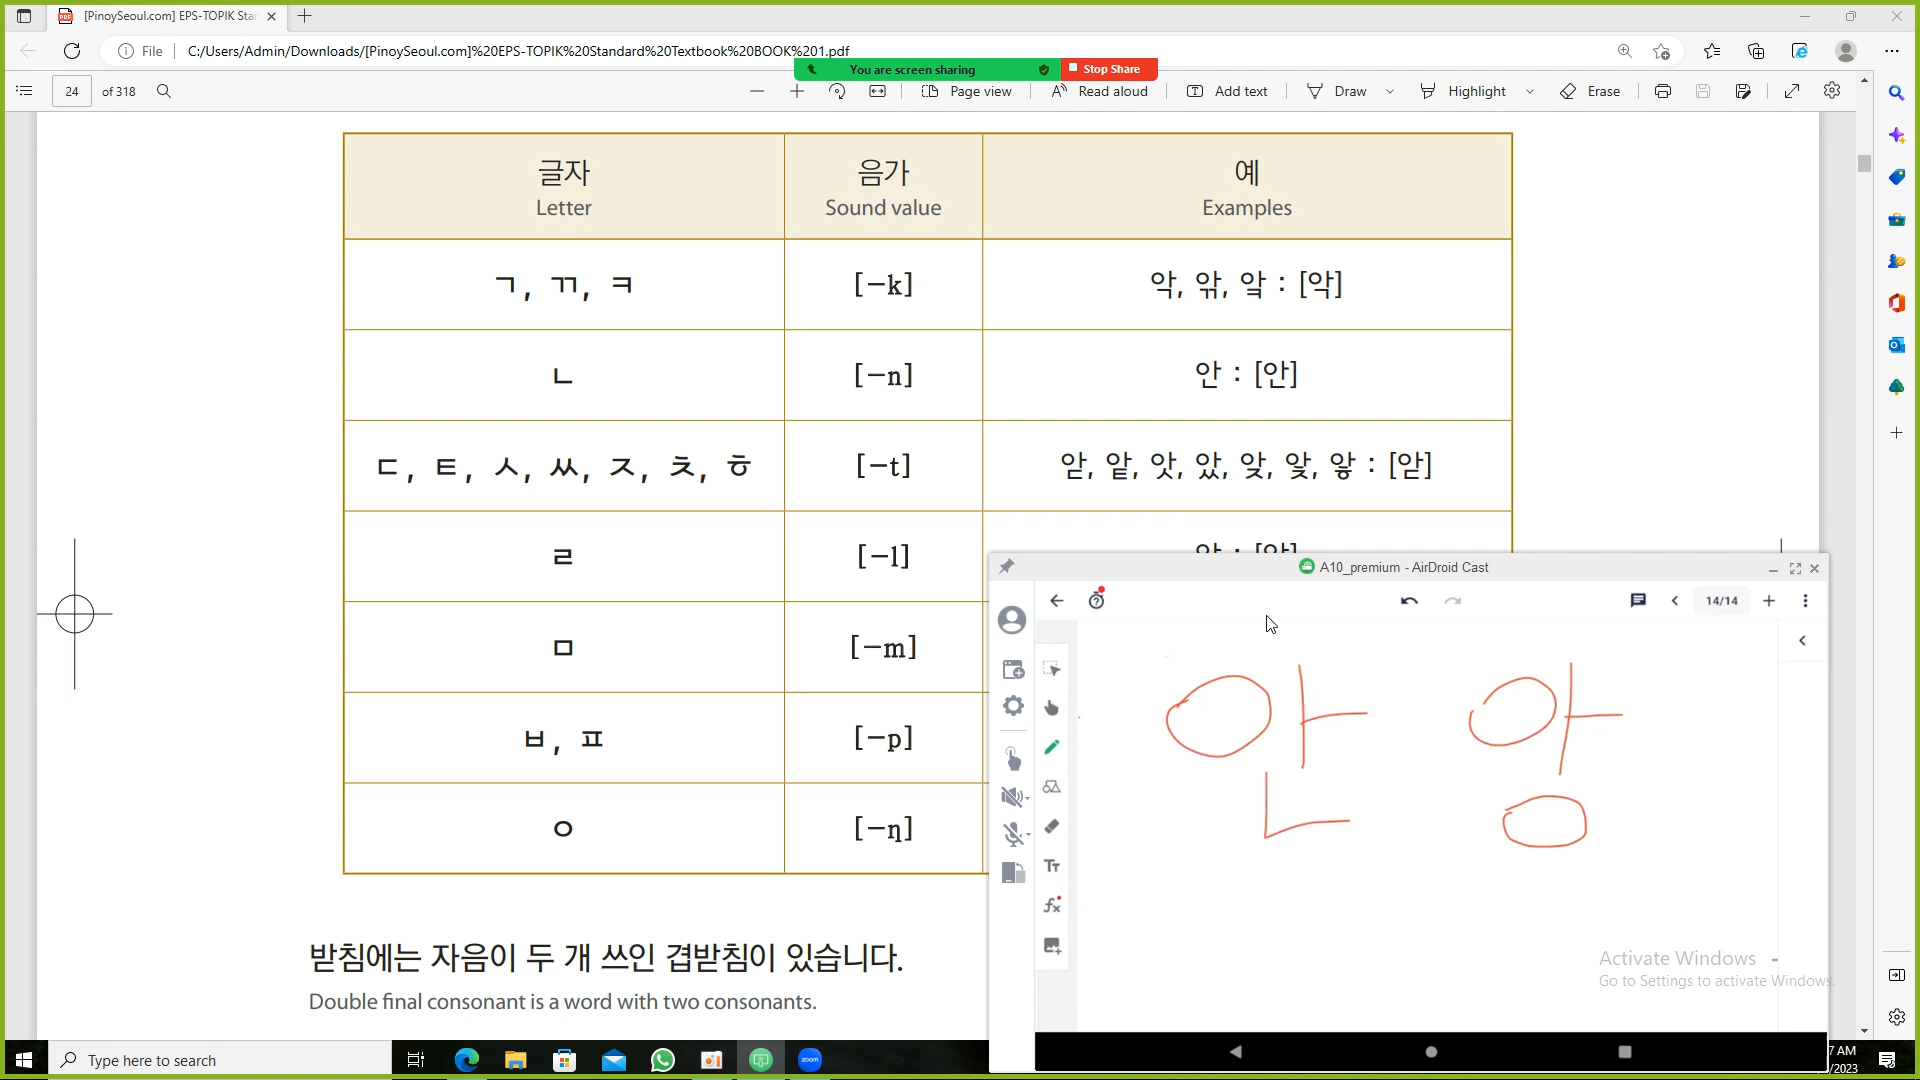 [PinoySeoul.com] EPS-TOPIK Sta
File
C:/Users/Admin/Downloads/[PinoySeoul.com]%20EPS-TOPIK%20Standard%20Textbook%20BOOK%201.pdf
You are screen sharing
Stop Share
24 of 318
Page view
Read aloud
Add text
Draw
Highlight
Erase
글자 음가 예
Letter Sound value Examples
ㄱ, ㄲ, ㅋ [-k] 악, 앆, 앜 : [악]
ㄴ [-n] 안 : [안]
ㄷ, ㅌ, ㅅ, ㅆ, ㅈ, ㅊ, ㅎ [-t] 앋, 앝, 앗, 았, 앚, 앛, 앟 : [앋]
ㄹ [-l]
ㅁ [-m]
ㅂ, ㅍ [-p]
ㅇ [-η]
받침에는 자음이 두 개 쓰인 겹받침이 있습니다.
Double final consonant is a word with two consonants.
A10_premium - AirDroid Cast
14/14
안 앙
Activate Windows
Go to Settings to activate Windows.
Type here to search
zoom
7 AM
/2023